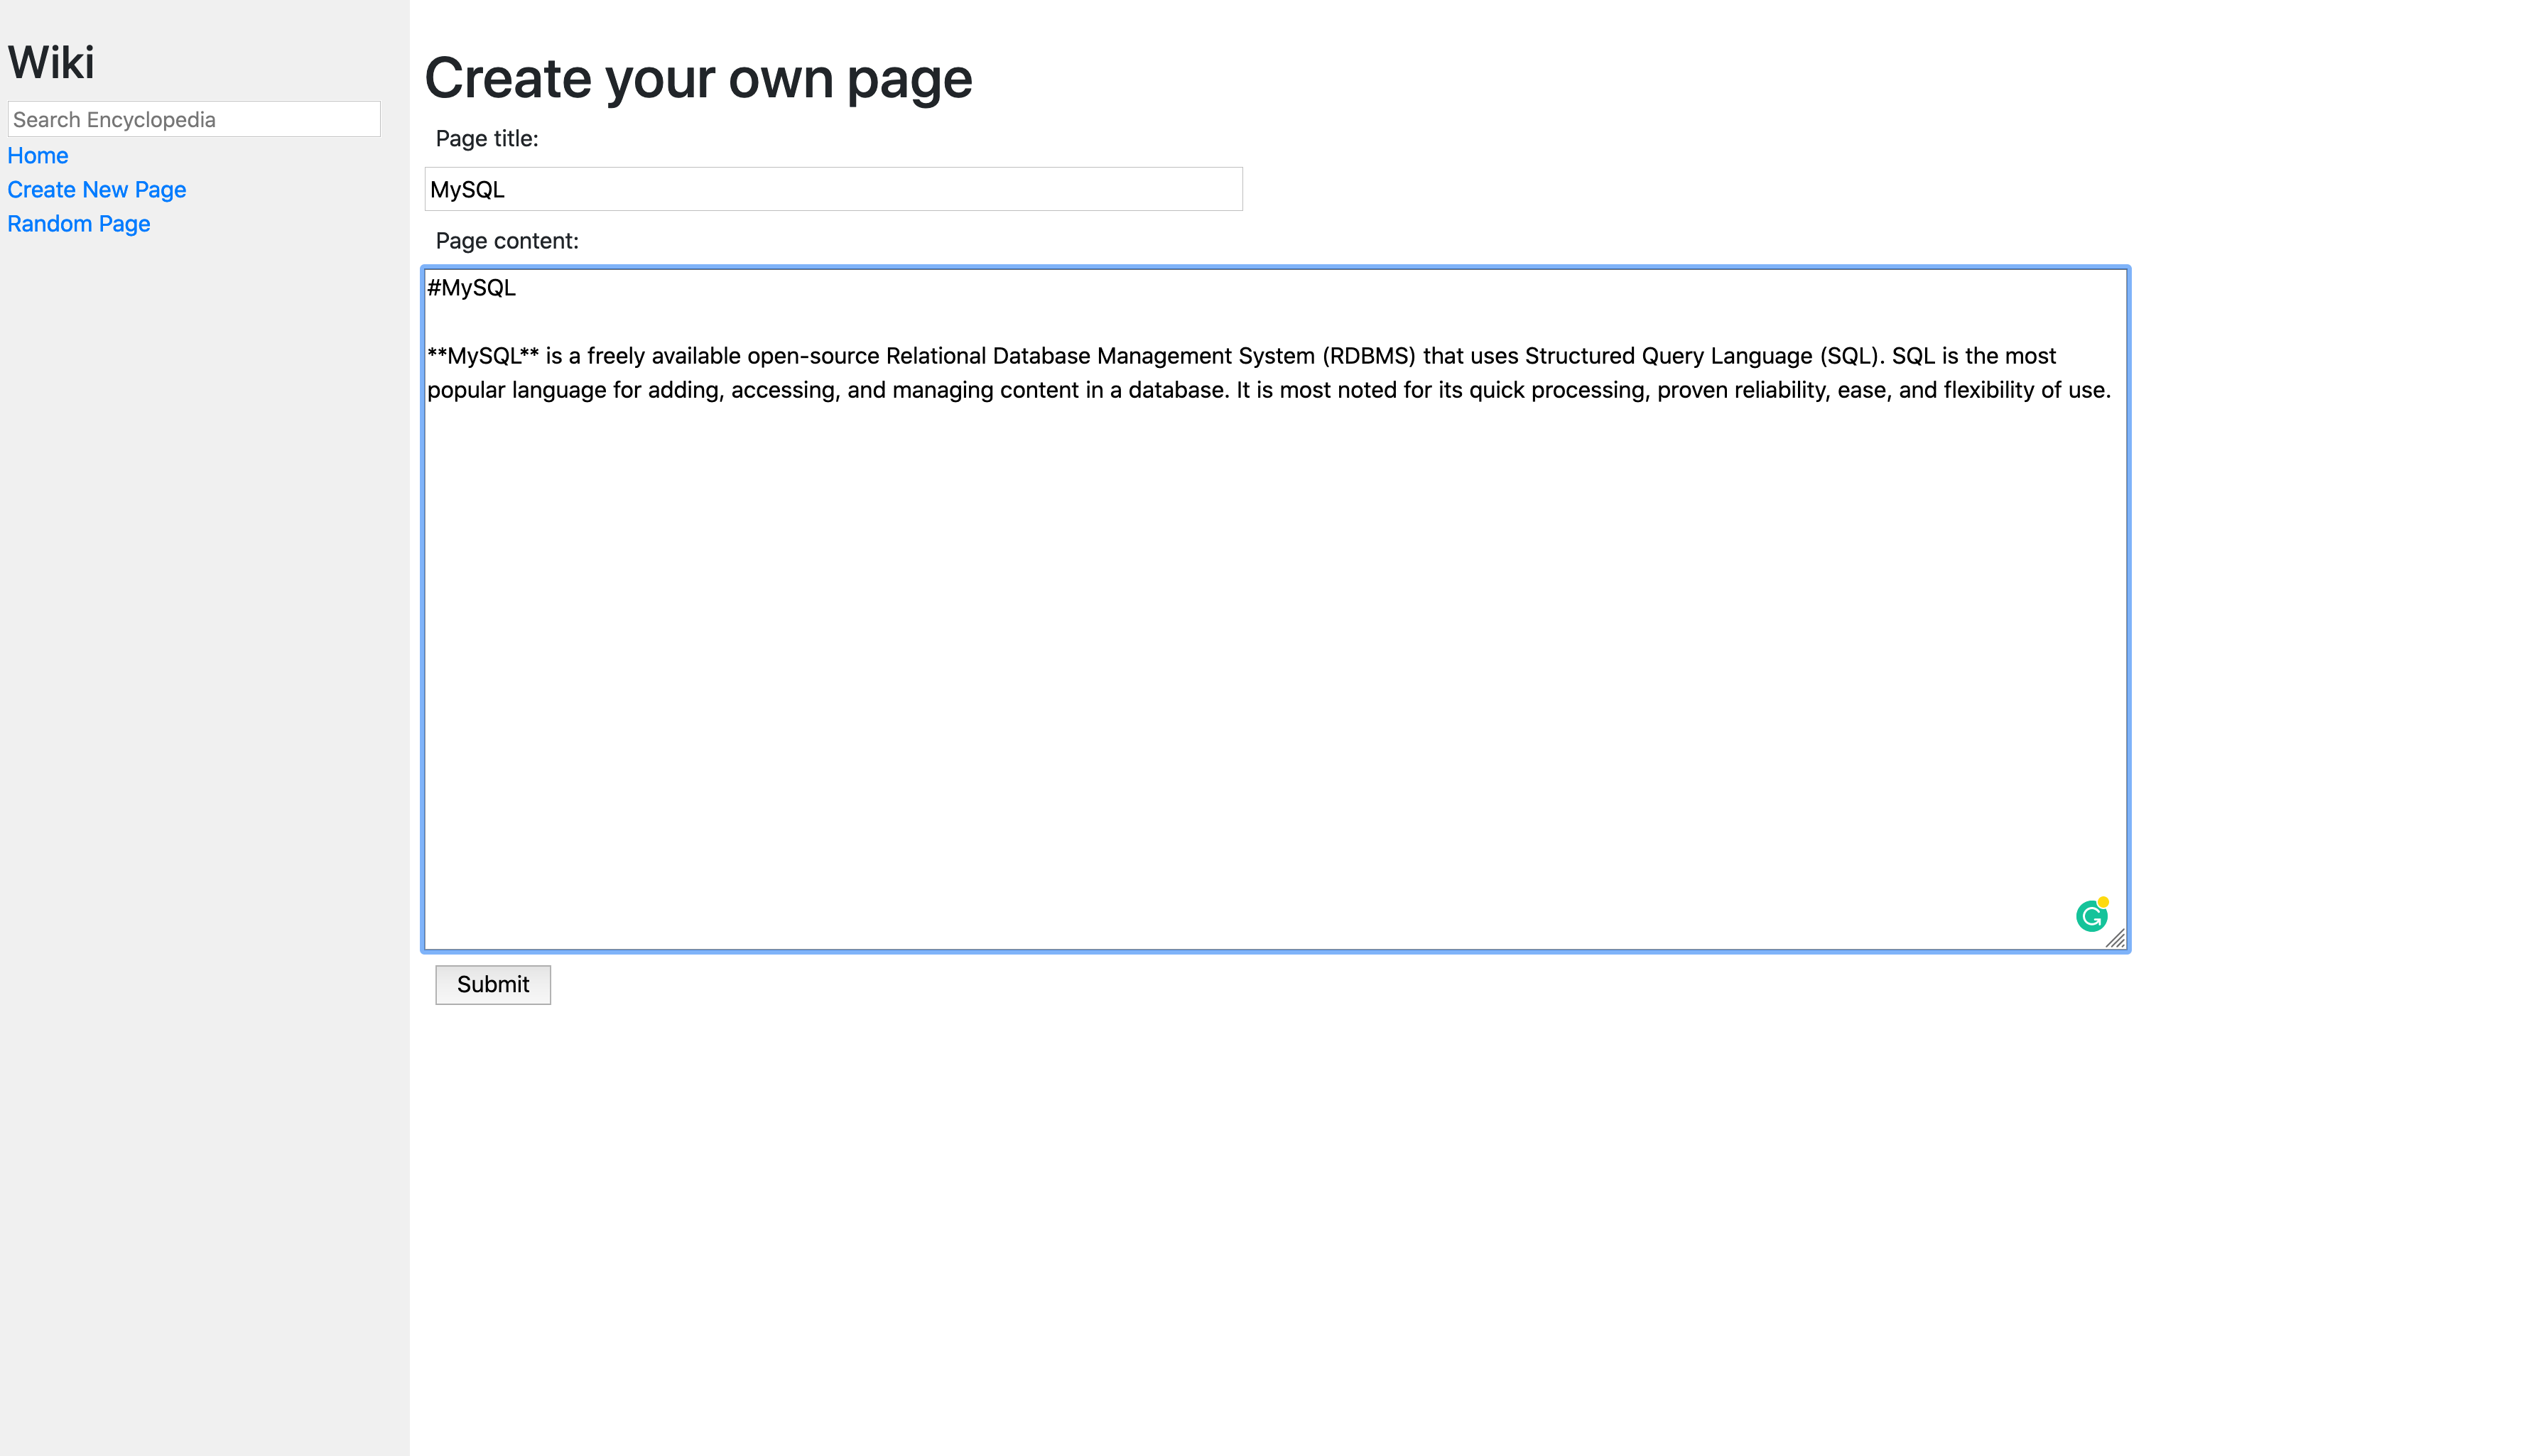 Wiki
Search Encyclopedia
Home
Create New Page
Random Page
Create your own page
Page title:
MySQL
Page content:
#MySQL
**MySQL** is a freely available open-source Relational Database Management System (RDBMS) that uses Structured Query Language (SQL). SQL is the most
popular language for adding, accessing, and managing content in a database. It is most noted for its quick processing, proven reliability, ease, and flexibility of use.
Submit